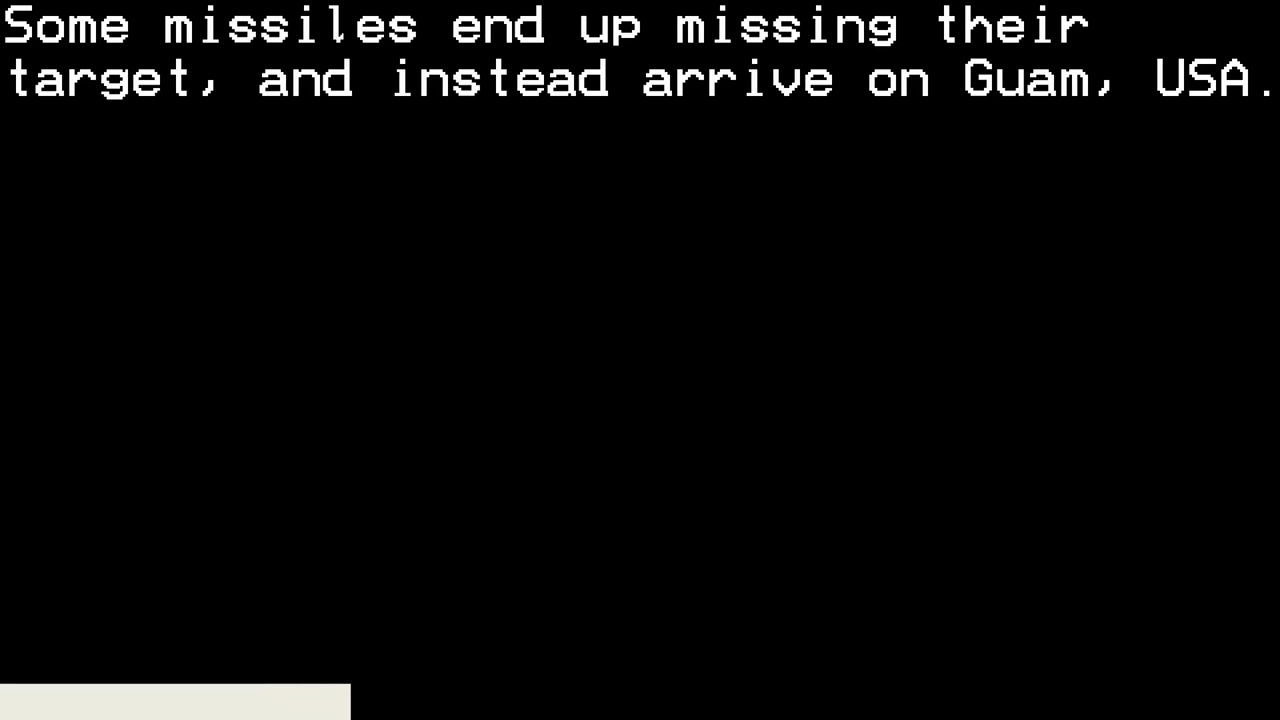 Some missiles end up missing their
target, and instead arrive on Guam, USA.